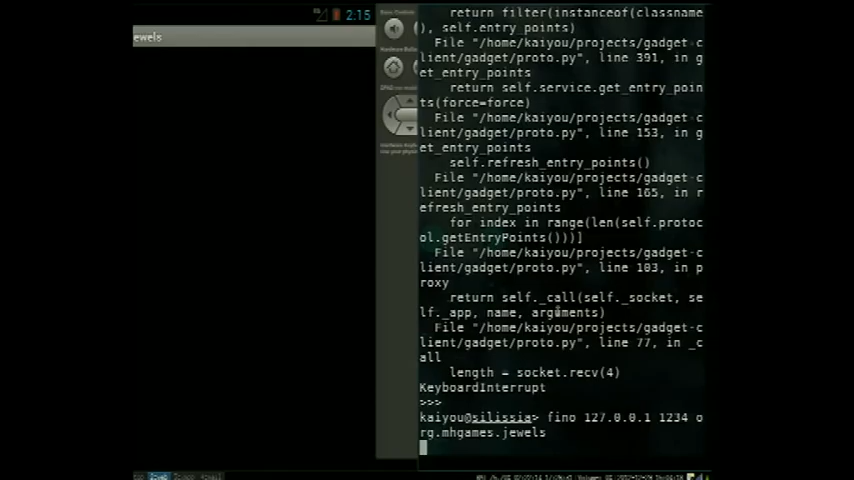 2:15
ewels
return filter(instanceof(classname
), self.entry_points)
File "/home/kaiyou/projects/gadget-c
lient/gadget/proto.py", line 391, in g
et_entry_points
return self.service.get_entry_poin
ts(force=force)
File "/home/kaiyou/projects/gadget-c
lient/gadget/proto.py", line 153, in g
et_entry_points
self.refresh_entry_points()
File "/home/kaiyou/projects/gadget-c
lient/gadget/proto.py", line 165, in r
efresh_entry_points
for index in range(len(self.protoc
ol.getEntryPoints()))]
File "/home/kaiyou/projects/gadget-c
lient/gadget/proto.py", line 103, in p
roxy
return self._call(self._socket, se
lf._app, name, arguments)
File "/home/kaiyou/projects/gadget-c
lient/gadget/proto.py", line 77, in _c
all
length = socket.recv(4)
KeyboardInterrupt
>>>
kaiyou@silissia> fino 127.0.0.1 1234 o
rg.mhgames.jewels